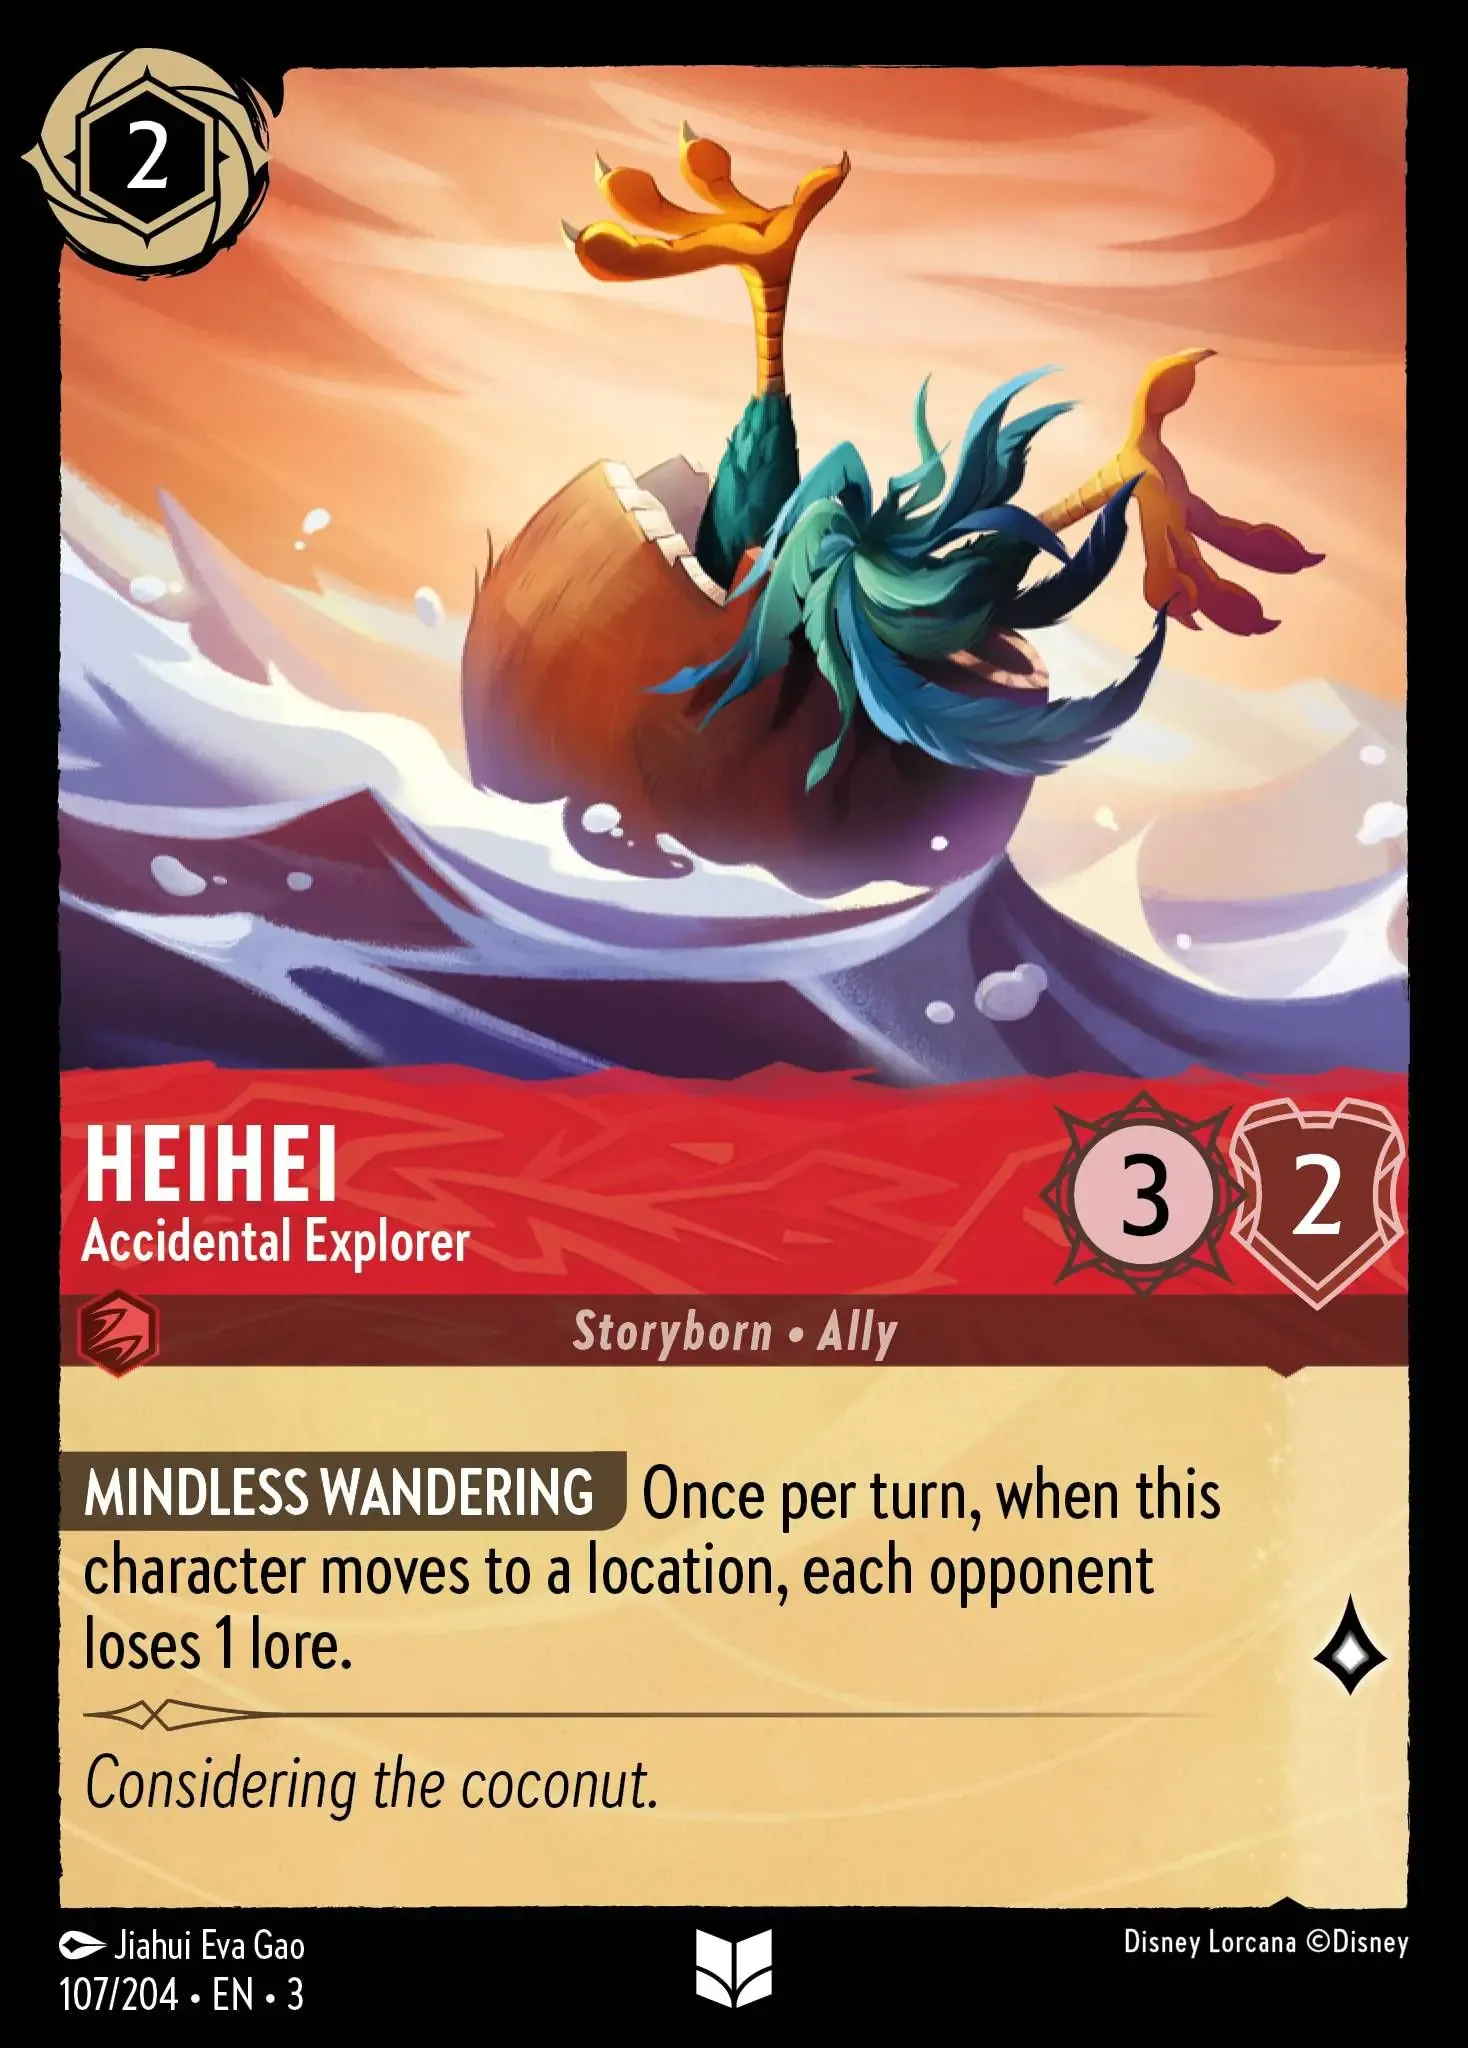 2
HEIHEI
Accidental Explorer
3
2
Storyborn • Ally
MINDLESS WANDERING Once per turn, when this
character moves to a location, each opponent
loses 1 lore.
Considering the coconut.
Jiahui Eva Gao
107/204 • EN • 3
Disney Lorcana ©Disney